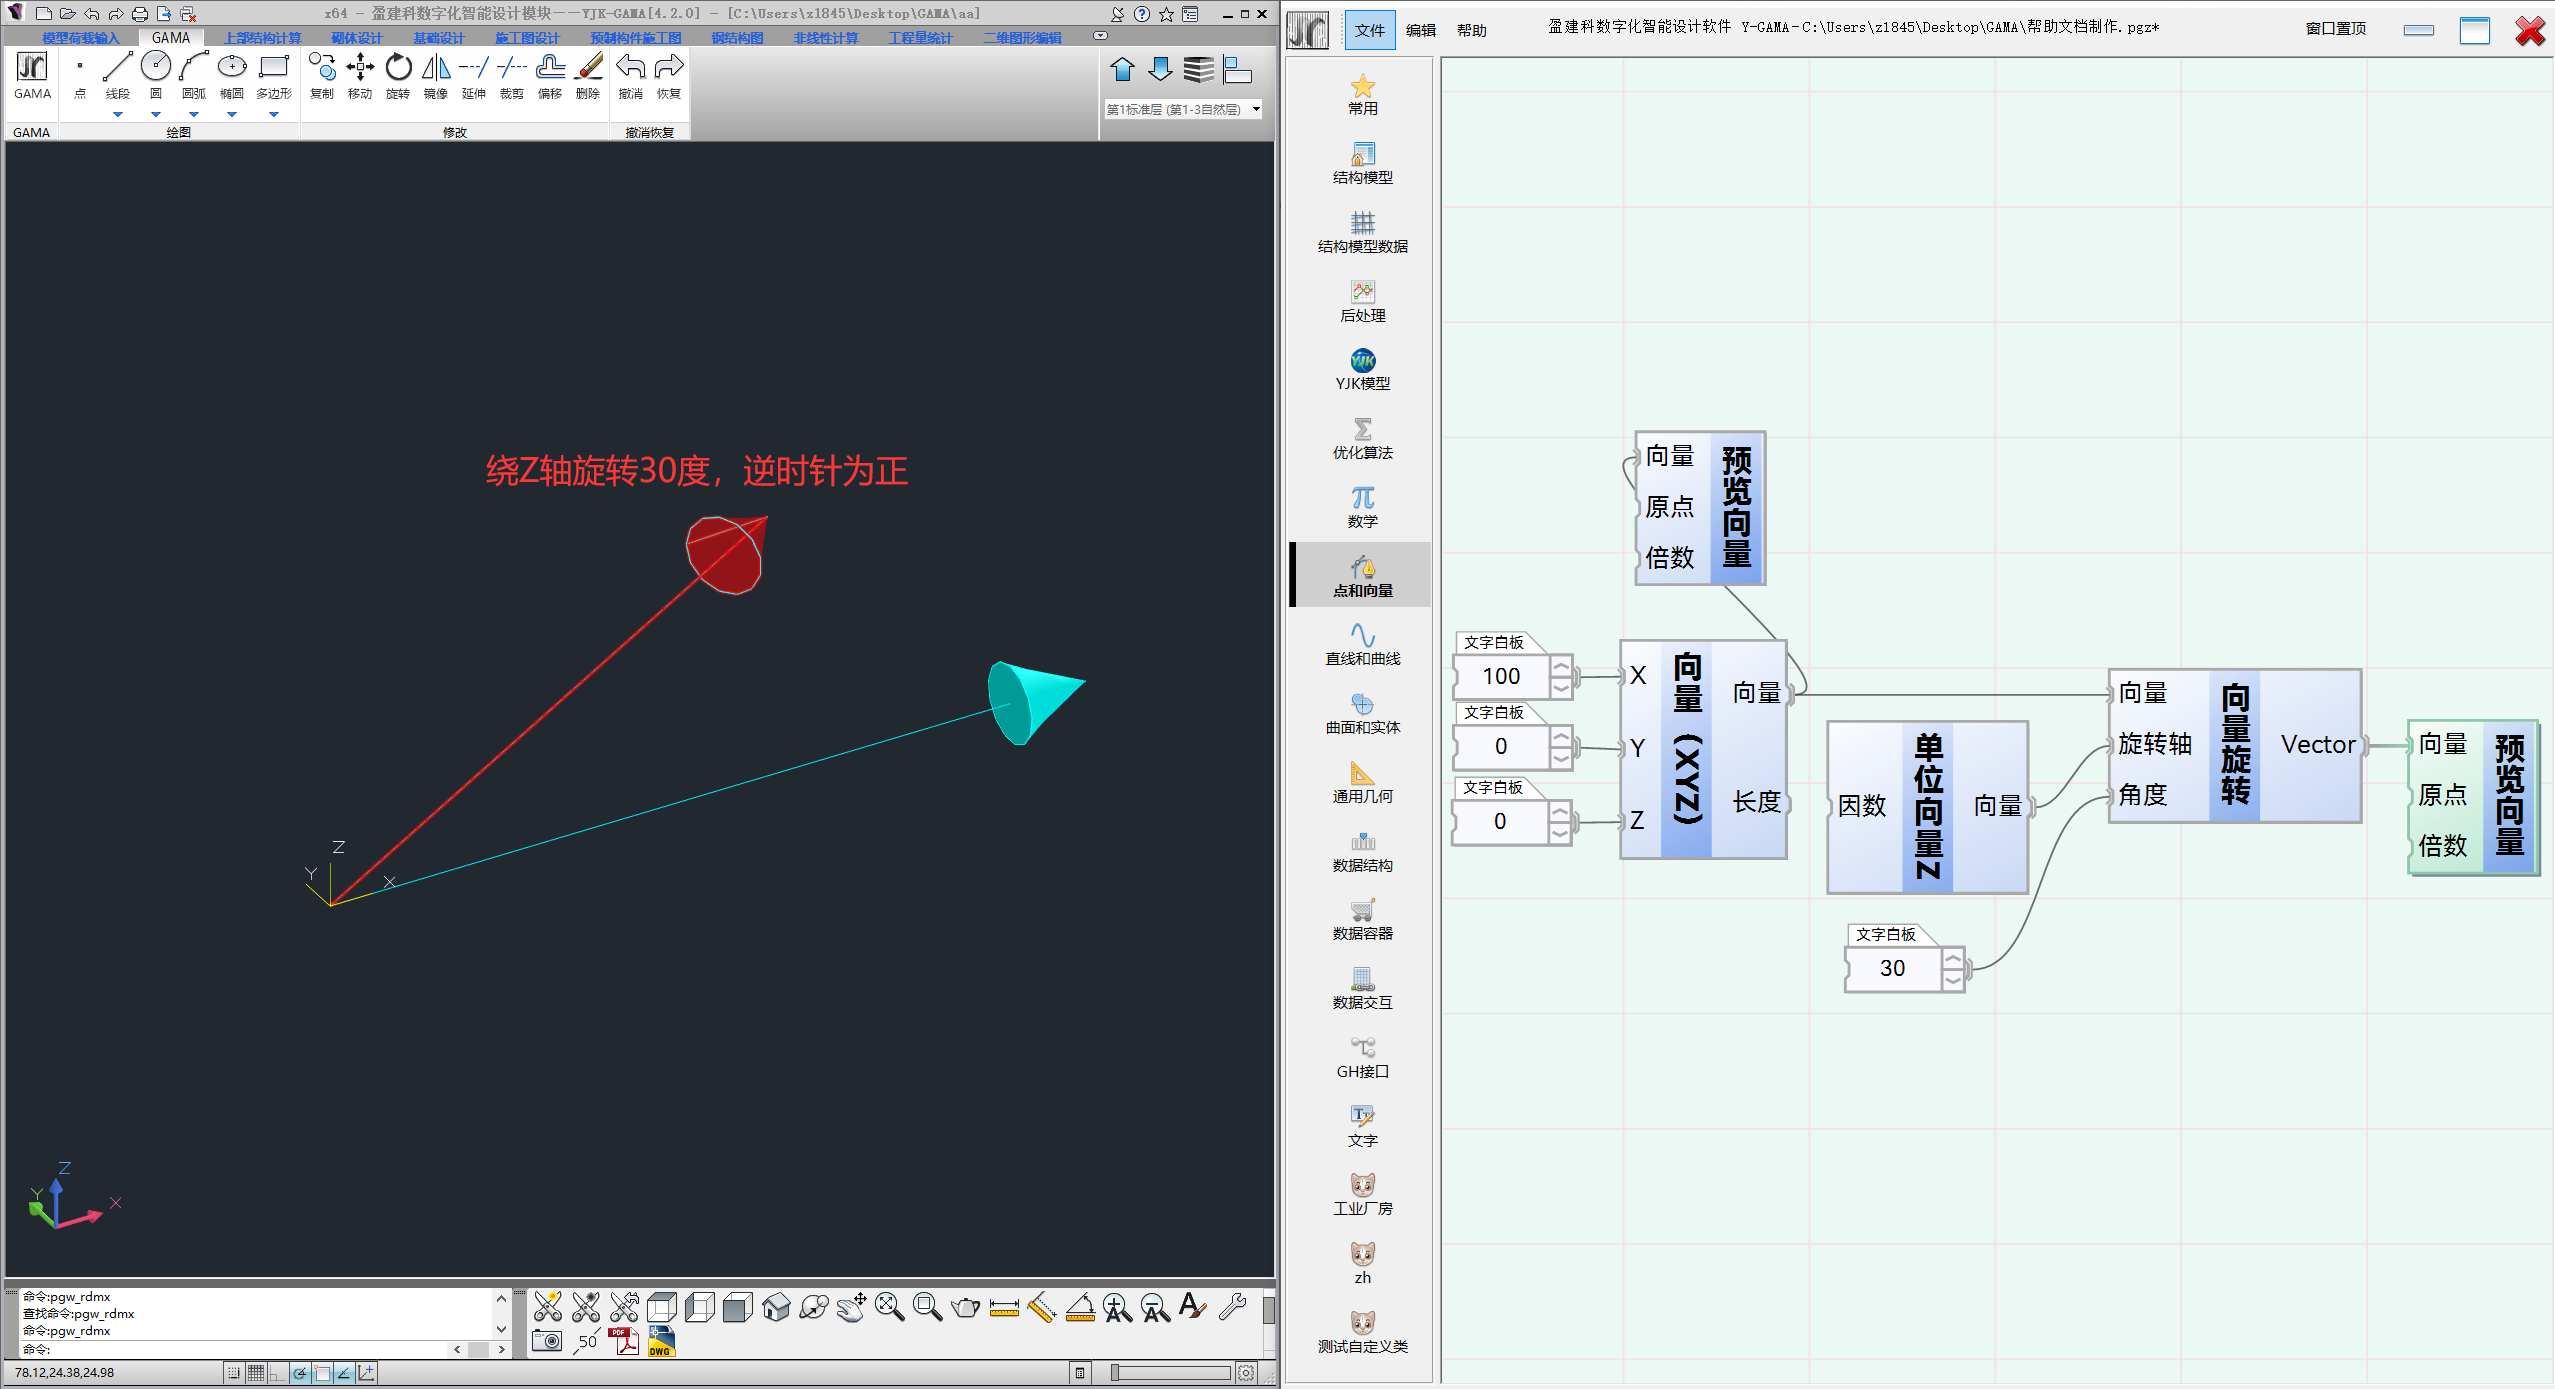 x64 - 盈建科数字化智能设计模块--YJK-GAMA[4.2.0] - [C:\Users\z1845\Desktop\GAMA\aa]
模型荷载输入 GAMA 上部结构计算 砌体设计 基础设计 施工图设计 预制构件施工图 钢结构图 非线性计算 工程量统计 二维图形编辑
GAMA 点 线段 圆 圆弧 椭圆 多边形 复制 移动 旋转 镜像 延伸 裁剪 偏移 删除 撤消 恢复
第1标准层 (第1-3自然层)
GAMA 绘图 修改 撤消恢复
绕Z轴旋转30度，逆时针为正
Z
Y
X
Z
Y
X
命令:pgw_rdmx
查找命令:pgw_rdmx
命令:pgw_rdmx
命令:
50
PDF
DWG
78.12,24.38,24.98
文件 编辑 帮助 盈建科数字化智能设计软件 Y-GAMA-C:\Users\z1845\Desktop\GAMA\帮助文档制作.pgz* 窗口置顶
常用
结构模型
结构模型数据
后处理
YJK
YJK模型
优化算法
数学
点和向量
直线和曲线
曲面和实体
通用几何
数据结构
数据容器
数据交互
GH接口
文字
工业厂房
zh
测试自定义类
向量
原点
倍数
预览向量
文字白板
100
文字白板
0
文字白板
0
X
Y
Z
向量（XYZ）
向量
长度
因数
单位向量Z
向量
文字白板
30
向量
旋转轴
角度
向量旋转
Vector
向量
原点
倍数
预览向量